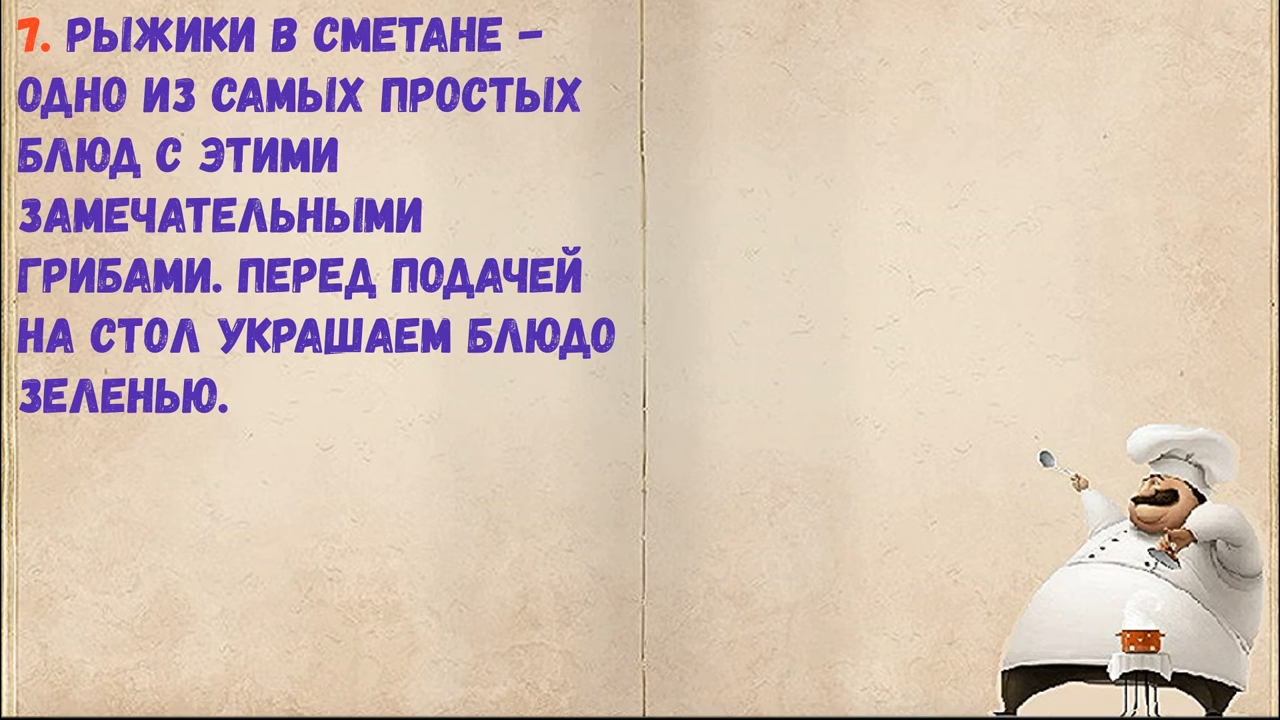 7. РЫЖИКИ В СМЕТАНЕ –
ОДНО ИЗ САМЫХ ПРОСТЫХ
БЛЮД С ЭТИМИ
ЗАМЕЧАТЕЛЬНЫМИ
ГРИБАМИ. ПЕРЕД ПОДАЧЕЙ
НА СТОЛ УКРАШАЕМ БЛЮДО
ЗЕЛЕНЬЮ.